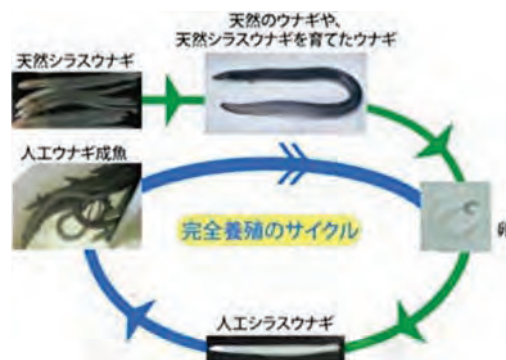 天然のウナギや、
天然シラスウナギを育てたウナギ
天然シラスウナギ
人工ウナギ成魚
完全養殖のサイクル
卵
人工シラスウナギ